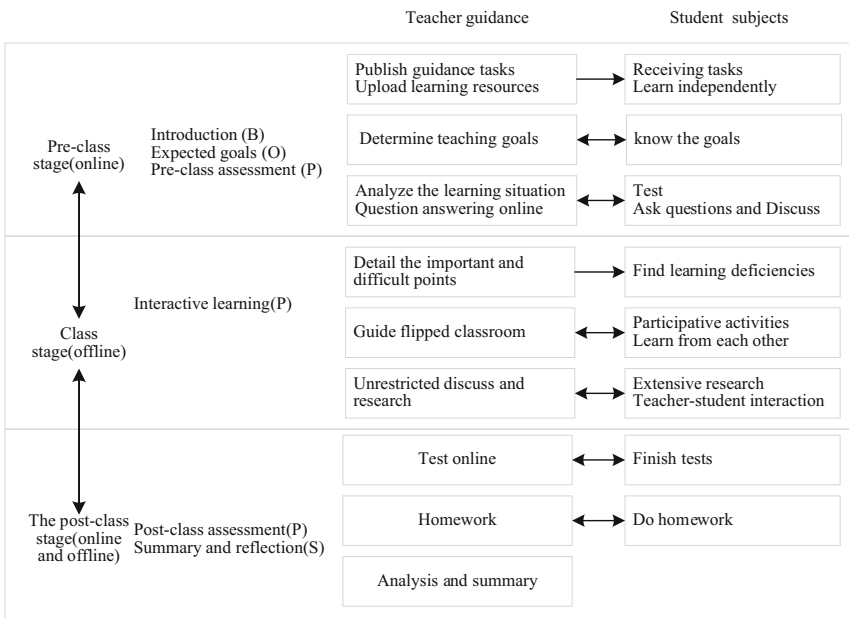 Teacher guidance
Student subjects
Publish guidance tasks
Upload learning resources
Receiving tasks
Learn independently
Pre-class
stage(online)
Introduction (B)
Expected goals (O)
Pre-class assessment (P)
Determine teaching goals
know the goals
Analyze the learning situation
Question answering online
Test
Ask questions and Discuss
Detail the important and
difficult points
Find learning deficiencies
Class
stage(offline)
Interactive learning(P)
Guide flipped classroom
Participative activities
Learn from each other
Unrestricted discuss and
research
Extensive research
Teacher-student interaction
Test online
Finish tests
The post-class
stage(online
and offline)
Post-class assessment(P)
Summary and reflection(S)
Homework
Do homework
Analysis and summary